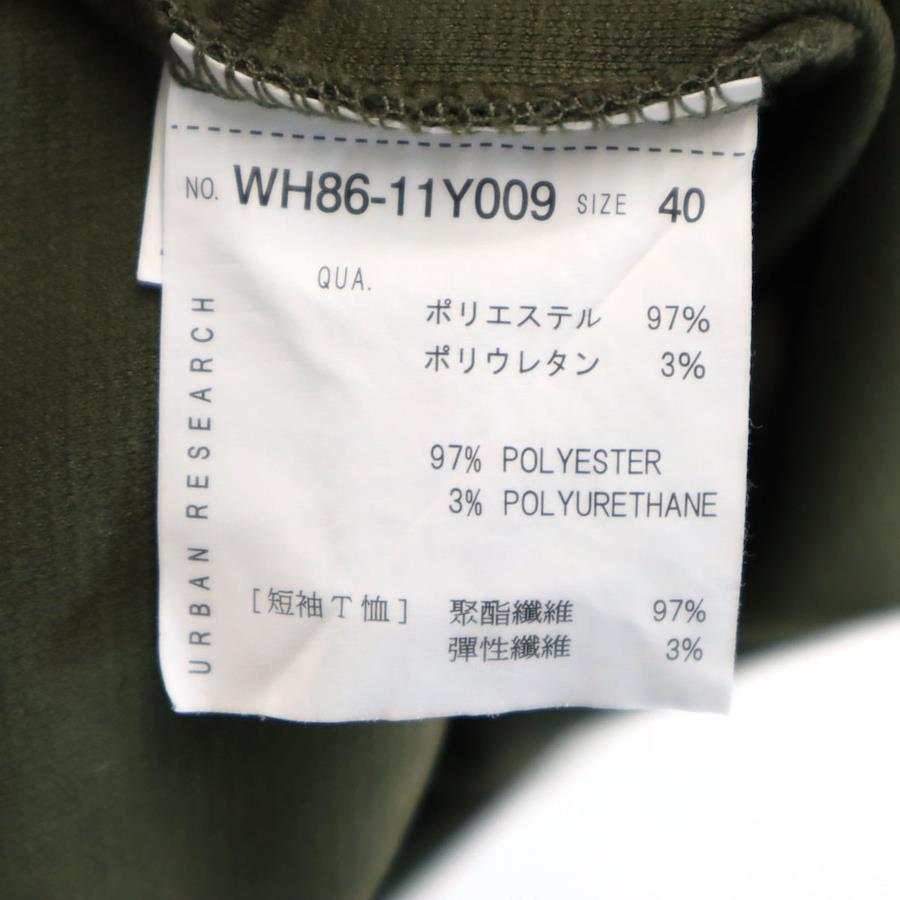 NO. WH86-11Y009 SIZE 40
QUA.
ポリエステル 97%
ポリウレタン 3%
97% POLYESTER
3% POLYURETHANE
[短袖T恤] 聚酯纖維 97%
彈性纖維 3%
URBAN RESEARCH